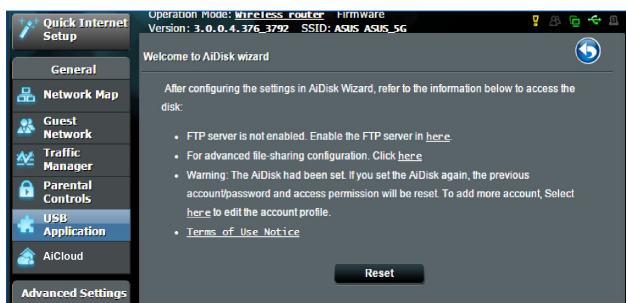 Quick Internet
Setup
General
Network Map
Guest
Network
Traffic
Manager
Parental
Controls
USB
Application
AiCloud
Advanced Settings
Operation Mode: Wireless router Firmware
Version: 3.0.0.4.376_3792 SSID: ASUS ASUS_5G
Welcome to AiDisk wizard
After configuring the settings in AiDisk Wizard, refer to the information below to access the
disk:
• FTP server is not enabled. Enable the FTP server in here.
• For advanced file-sharing configuration. Click here
• Warning: The AiDisk had been set. If you set the AiDisk again, the previous
account/password and access permission will be reset. To add more account, Select
here to edit the account profile.
• Terms of Use Notice
Reset